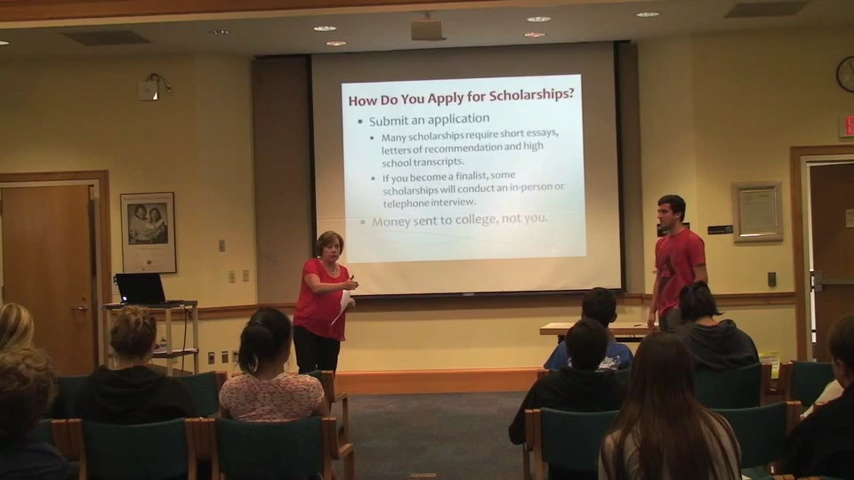 How Do You Apply for Scholarships?
Submit an application
Many scholarships require short essays,
letters of recommendation and high
school transcripts.
If you become a finalist, some
scholarships will conduct an in-person or
telephone interview.
Money sent to college, not you.